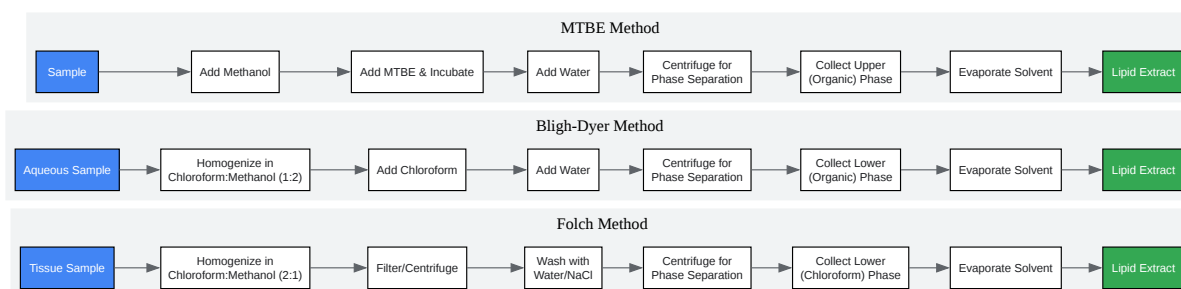 MTBE Method
Sample
Add Methanol
Add MTBE & Incubate
Add Water
Centrifuge for
Phase Separation
Collect Upper
(Organic) Phase
Evaporate Solvent
Lipid Extract
Bligh-Dyer Method
Aqueous Sample
Homogenize in
Chloroform:Methanol (1:2)
Add Chloroform
Add Water
Centrifuge for
Phase Separation
Collect Lower
(Organic) Phase
Evaporate Solvent
Lipid Extract
Folch Method
Tissue Sample
Homogenize in
Chloroform:Methanol (2:1)
Filter/Centrifuge
Wash with
Water/NaCl
Centrifuge for
Phase Separation
Collect Lower
(Chloroform) Phase
Evaporate Solvent
Lipid Extract